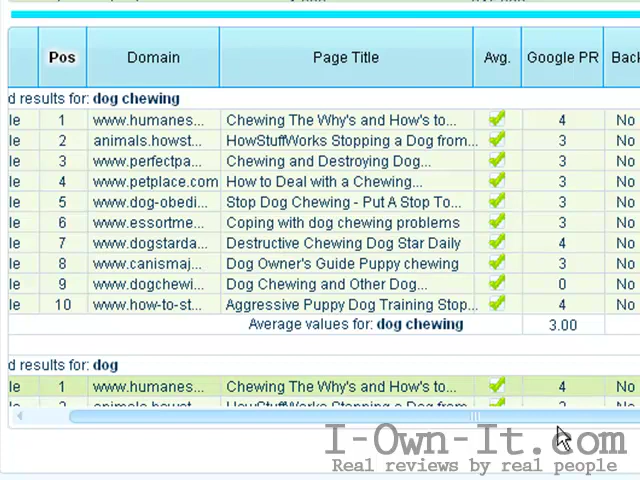 Pos Domain Page Title Avg. Google PR Back
d results for: dog chewing
le 1 www.humanes... Chewing The Why's and How's to... 4 No
le 2 animals.howst... HowStuffWorks Stopping a Dog from... 3 No
le 3 www.perfectpa... Chewing and Destroying Dog... 3 No
le 4 www.petplace.com How to Deal with a Chewing... 3 No
le 5 www.dog-obedi... Stop Dog Chewing - Put A Stop To... 3 No
le 6 www.essortme... Coping with dog chewing problems 3 No
le 7 www.dogstarda... Destructive Chewing Dog Star Daily 4 No
le 8 www.canismaj... Dog Owner's Guide Puppy chewing 3 No
le 9 www.dogchewi... Dog Chewing and Other Dog... 0 No
le 10 www.how-to-st... Aggressive Puppy Dog Training Stop... 4 No
Average values for: dog chewing 3.00
d results for: dog
le 1 www.humanes... Chewing The Why's and How's to... 4 No
le 2 animals.howst... HowStuffWorks Stopping a Dog from...
I-Own-It.com
Real reviews by real people